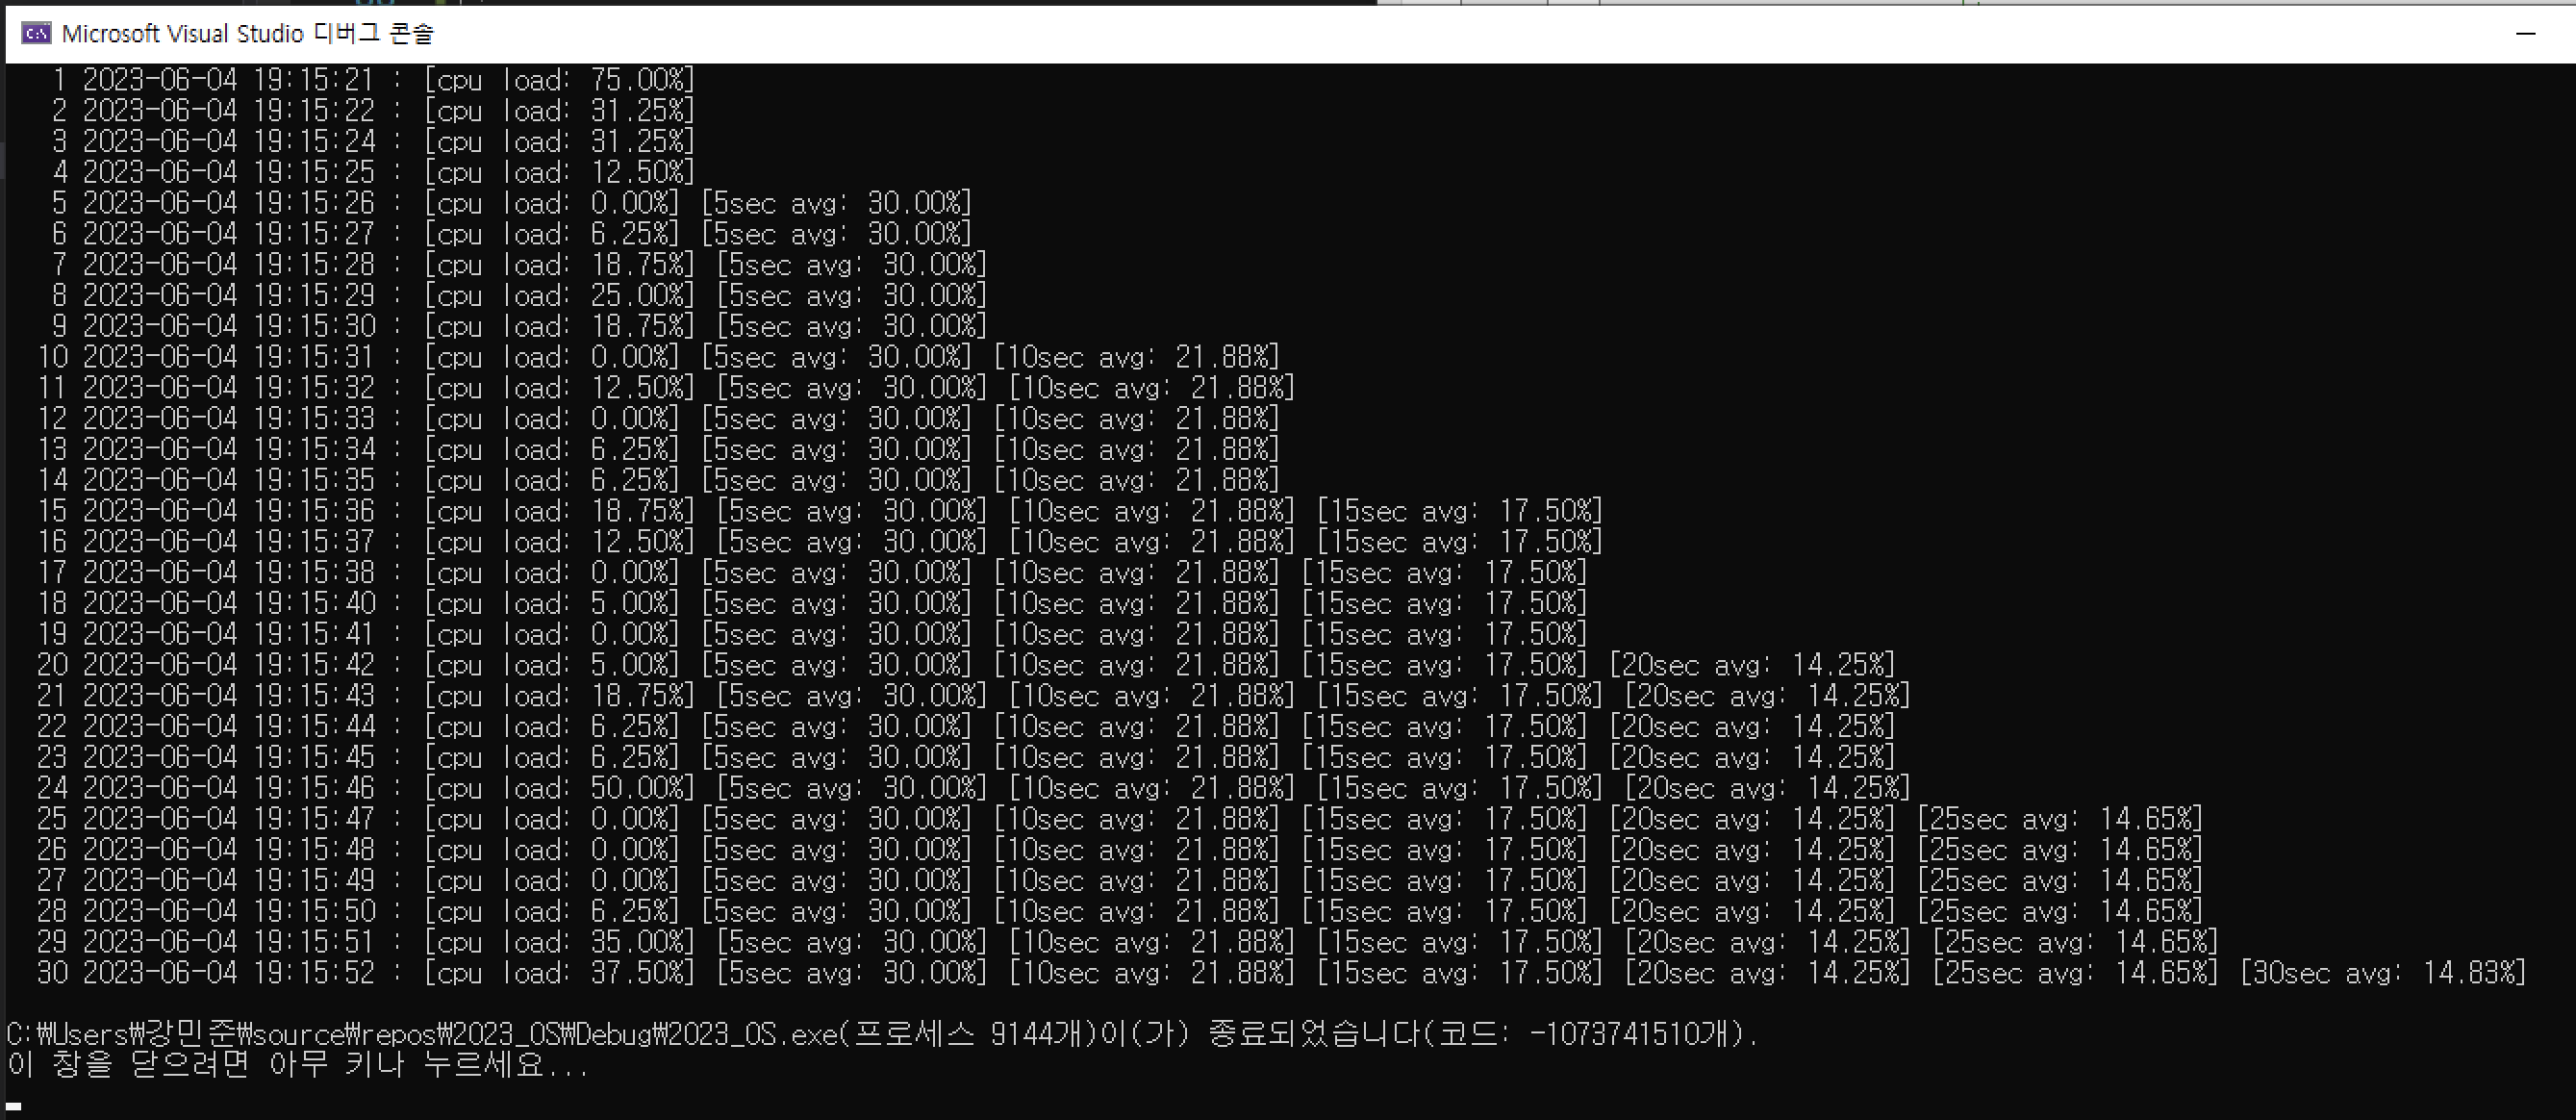 Microsoft Visual Studio 디버그 콘솔
1 2023-06-04 19:15:21 : [cpu load: 75.00%]
2 2023-06-04 19:15:22 : [cpu load: 31.25%]
3 2023-06-04 19:15:24 : [cpu load: 31.25%]
4 2023-06-04 19:15:25 : [cpu load: 12.50%]
5 2023-06-04 19:15:26 : [cpu load: 0.00%] [5sec avg: 30.00%]
6 2023-06-04 19:15:27 : [cpu load: 6.25%] [5sec avg: 30.00%]
7 2023-06-04 19:15:28 : [cpu load: 18.75%] [5sec avg: 30.00%]
8 2023-06-04 19:15:29 : [cpu load: 25.00%] [5sec avg: 30.00%]
9 2023-06-04 19:15:30 : [cpu load: 18.75%] [5sec avg: 30.00%]
10 2023-06-04 19:15:31 : [cpu load: 0.00%] [5sec avg: 30.00%] [10sec avg: 21.88%]
11 2023-06-04 19:15:32 : [cpu load: 12.50%] [5sec avg: 30.00%] [10sec avg: 21.88%]
12 2023-06-04 19:15:33 : [cpu load: 0.00%] [5sec avg: 30.00%] [10sec avg: 21.88%]
13 2023-06-04 19:15:34 : [cpu load: 6.25%] [5sec avg: 30.00%] [10sec avg: 21.88%]
14 2023-06-04 19:15:35 : [cpu load: 6.25%] [5sec avg: 30.00%] [10sec avg: 21.88%]
15 2023-06-04 19:15:36 : [cpu load: 18.75%] [5sec avg: 30.00%] [10sec avg: 21.88%] [15sec avg: 17.50%]
16 2023-06-04 19:15:37 : [cpu load: 12.50%] [5sec avg: 30.00%] [10sec avg: 21.88%] [15sec avg: 17.50%]
17 2023-06-04 19:15:38 : [cpu load: 0.00%] [5sec avg: 30.00%] [10sec avg: 21.88%] [15sec avg: 17.50%]
18 2023-06-04 19:15:40 : [cpu load: 5.00%] [5sec avg: 30.00%] [10sec avg: 21.88%] [15sec avg: 17.50%]
19 2023-06-04 19:15:41 : [cpu load: 0.00%] [5sec avg: 30.00%] [10sec avg: 21.88%] [15sec avg: 17.50%]
20 2023-06-04 19:15:42 : [cpu load: 5.00%] [5sec avg: 30.00%] [10sec avg: 21.88%] [15sec avg: 17.50%] [20sec avg: 14.25%]
21 2023-06-04 19:15:43 : [cpu load: 18.75%] [5sec avg: 30.00%] [10sec avg: 21.88%] [15sec avg: 17.50%] [20sec avg: 14.25%]
22 2023-06-04 19:15:44 : [cpu load: 6.25%] [5sec avg: 30.00%] [10sec avg: 21.88%] [15sec avg: 17.50%] [20sec avg: 14.25%]
23 2023-06-04 19:15:45 : [cpu load: 6.25%] [5sec avg: 30.00%] [10sec avg: 21.88%] [15sec avg: 17.50%] [20sec avg: 14.25%]
24 2023-06-04 19:15:46 : [cpu load: 50.00%] [5sec avg: 30.00%] [10sec avg: 21.88%] [15sec avg: 17.50%] [20sec avg: 14.25%]
25 2023-06-04 19:15:47 : [cpu load: 0.00%] [5sec avg: 30.00%] [10sec avg: 21.88%] [15sec avg: 17.50%] [20sec avg: 14.25%] [25sec avg: 14.65%]
26 2023-06-04 19:15:48 : [cpu load: 0.00%] [5sec avg: 30.00%] [10sec avg: 21.88%] [15sec avg: 17.50%] [20sec avg: 14.25%] [25sec avg: 14.65%]
27 2023-06-04 19:15:49 : [cpu load: 0.00%] [5sec avg: 30.00%] [10sec avg: 21.88%] [15sec avg: 17.50%] [20sec avg: 14.25%] [25sec avg: 14.65%]
28 2023-06-04 19:15:50 : [cpu load: 6.25%] [5sec avg: 30.00%] [10sec avg: 21.88%] [15sec avg: 17.50%] [20sec avg: 14.25%] [25sec avg: 14.65%]
29 2023-06-04 19:15:51 : [cpu load: 35.00%] [5sec avg: 30.00%] [10sec avg: 21.88%] [15sec avg: 17.50%] [20sec avg: 14.25%] [25sec avg: 14.65%]
30 2023-06-04 19:15:52 : [cpu load: 37.50%] [5sec avg: 30.00%] [10sec avg: 21.88%] [15sec avg: 17.50%] [20sec avg: 14.25%] [25sec avg: 14.65%] [30sec avg: 14.83%]
C:₩Users₩강민준₩source₩repos₩2023_OS₩Debug₩2023_OS.exe(프로세스 9144개)이(가) 종료되었습니다(코드: -1073741510개).
이 창을 닫으려면 아무 키나 누르세요...